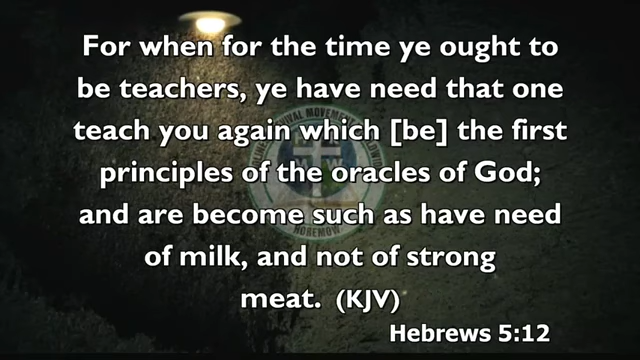 For when for the time ye ought to
be teachers, ye have need that one
teach you again which [be] the first
principles of the oracles of God;
and are become such as have need
of milk, and not of strong
meat. (KJV)
Hebrews 5:12
HOREMOW